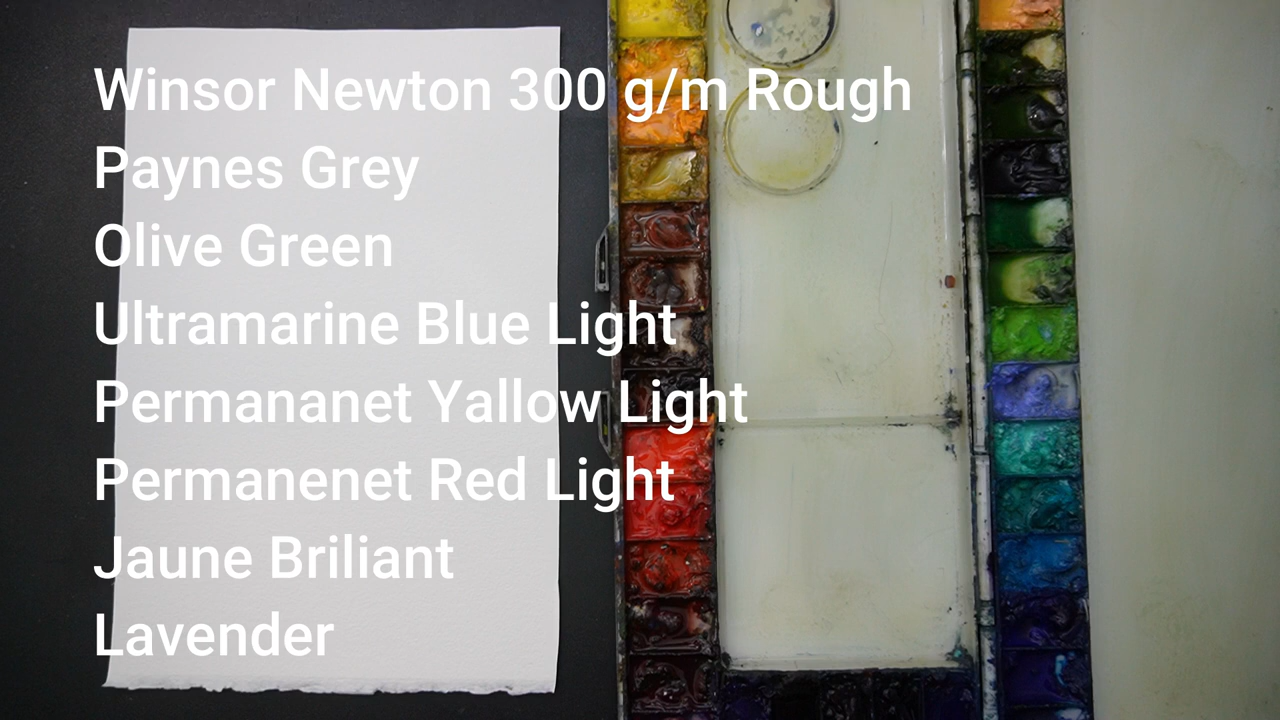 Winsor Newton 300 g/m Rough
Paynes Grey
Olive Green
Ultramarine Blue Light
Permananet Yallow Light
Permanenet Red Light
Jaune Briliant
Lavender